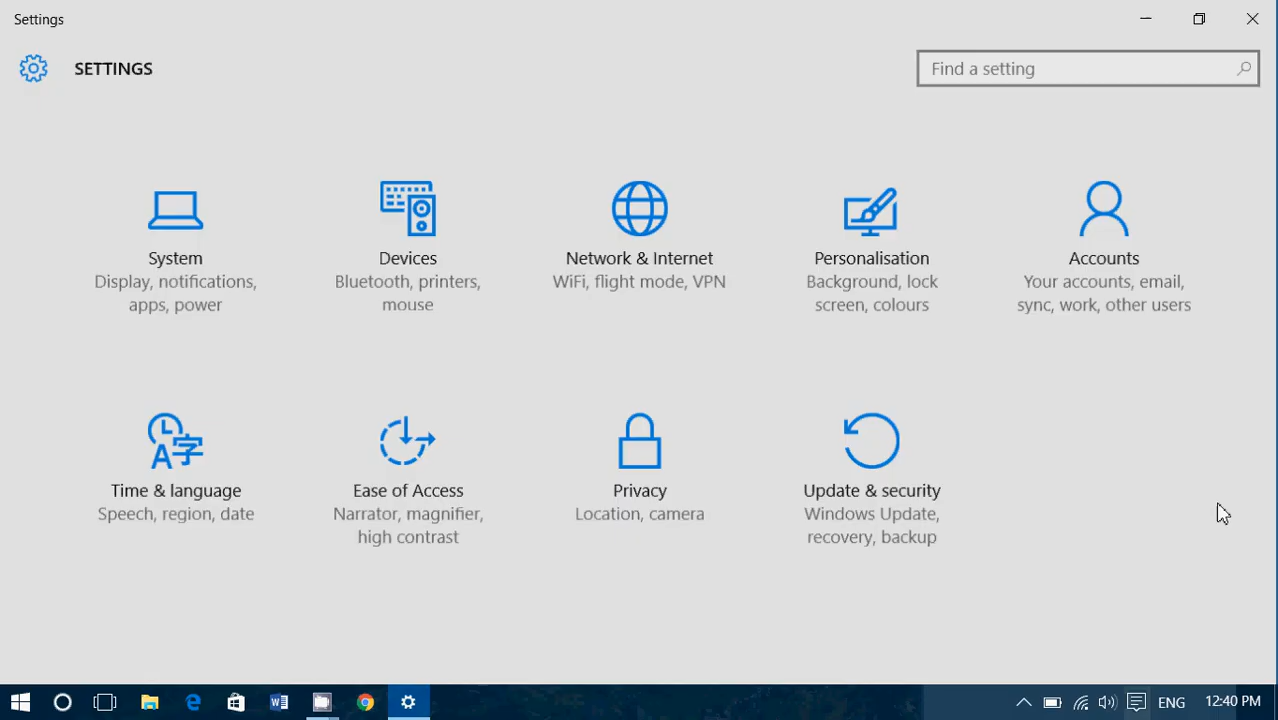 Settings
SETTINGS
Find a setting
System
Display, notifications,
apps, power
Devices
Bluetooth, printers,
mouse
Network & Internet
WiFi, flight mode, VPN
Personalisation
Background, lock
screen, colours
Accounts
Your accounts, email,
sync, work, other users
Time & language
Speech, region, date
Ease of Access
Narrator, magnifier,
high contrast
Privacy
Location, camera
Update & security
Windows Update,
recovery, backup
ENG
12:40 PM